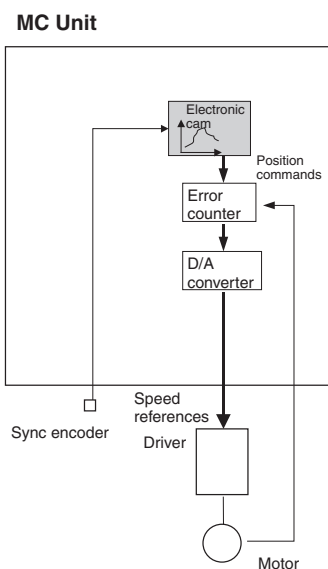 MC Unit
Electronic
cam
Position
commands
Error
counter
D/A
converter
Speed
references
Sync encoder
Driver
Motor